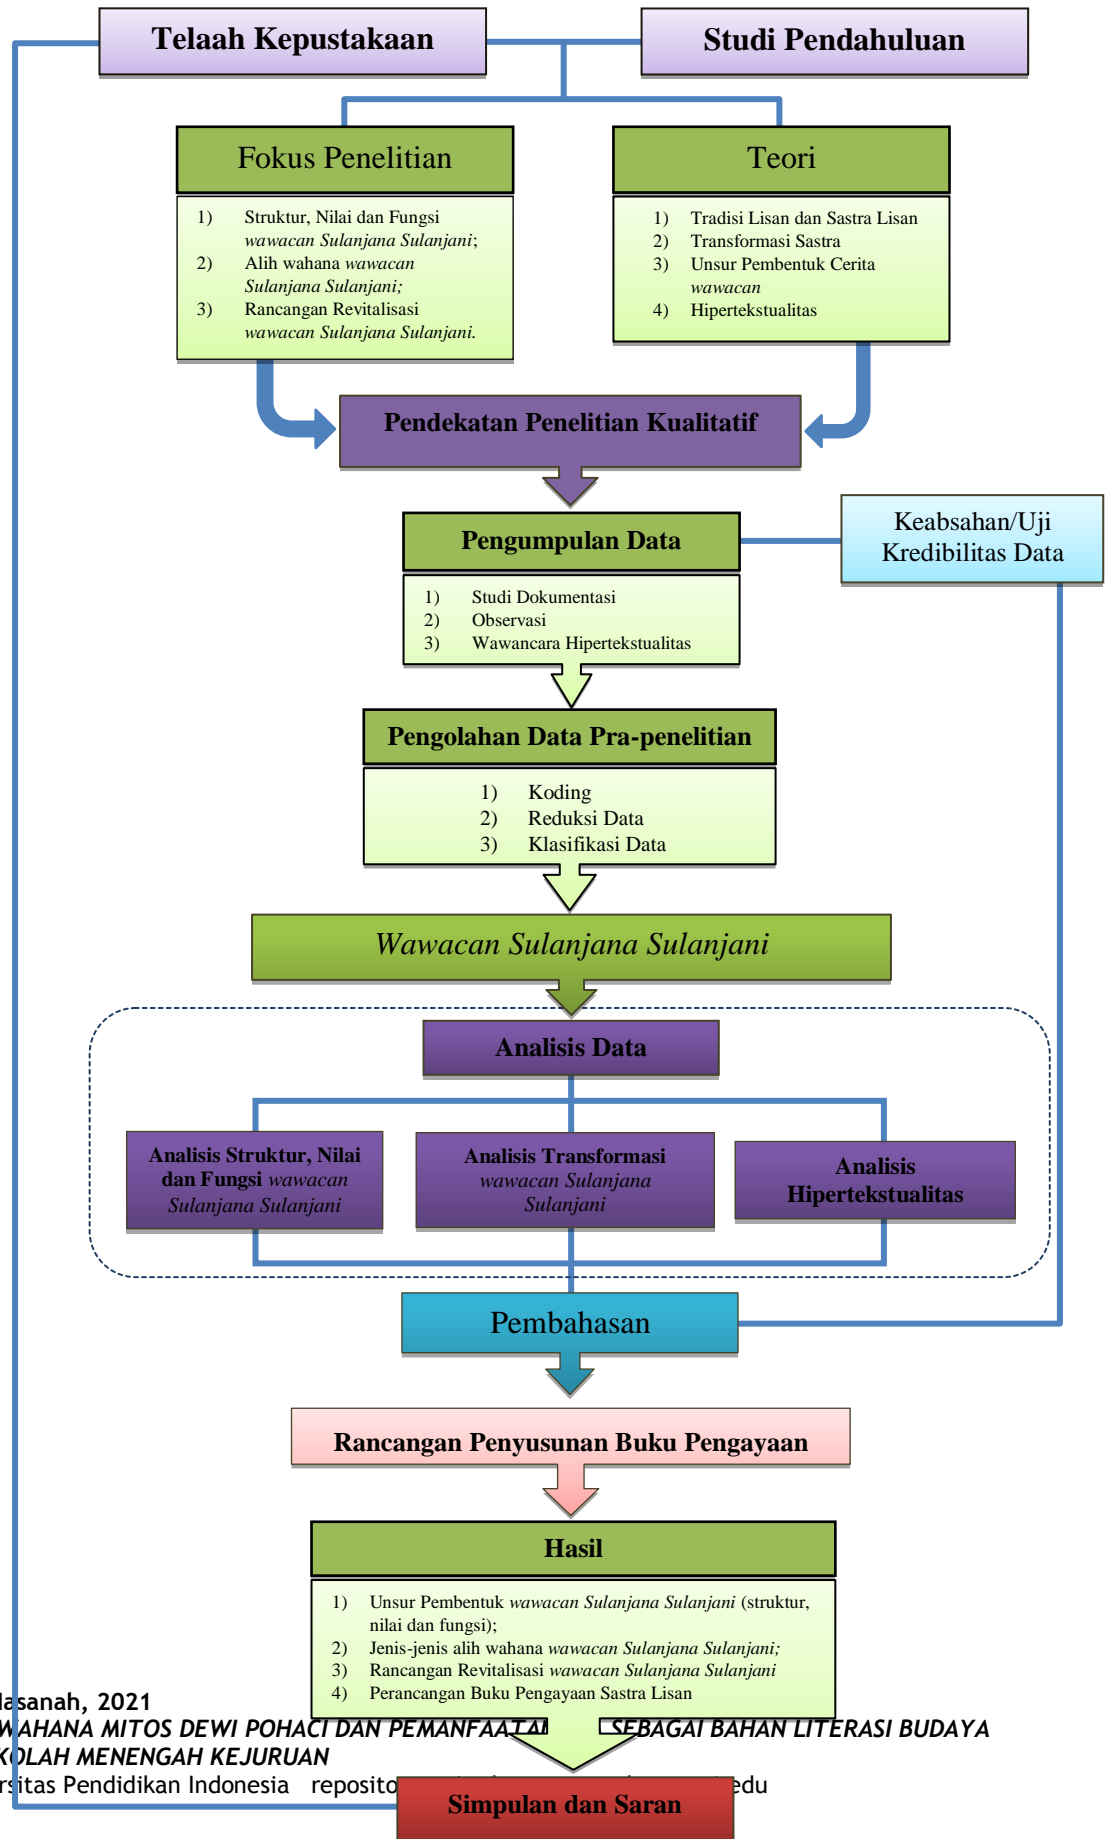 Telaah Kepustakaan
Studi Pendahuluan
Fokus Penelitian
1) Struktur, Nilai dan Fungsi
wawacan Sulanjana Sulanjani;
2) Alih wahana wawacan
Sulanjana Sulanjani;
3) Rancangan Revitalisasi
wawacan Sulanjana Sulanjani.
Teori
1) Tradisi Lisan dan Sastra Lisan
2) Transformasi Sastra
3) Unsur Pembentuk Cerita
wawacan
4) Hipertekstualitas
Pendekatan Penelitian Kualitatif
Pengumpulan Data
1) Studi Dokumentasi
2) Observasi
3) Wawancara Hipertekstualitas
Keabsahan/Uji
Kredibilitas Data
Pengolahan Data Pra-penelitian
1) Koding
2) Reduksi Data
3) Klasifikasi Data
Wawacan Sulanjana Sulanjani
Analisis Data
Analisis Struktur, Nilai
dan Fungsi wawacan
Sulanjana Sulanjani
Analisis Transformasi
wawacan Sulanjana
Sulanjani
Analisis
Hipertekstualitas
Pembahasan
Rancangan Penyusunan Buku Pengayaan
Hasil
1) Unsur Pembentuk wawacan Sulanjana Sulanjani (struktur,
nilai dan fungsi);
2) Jenis-jenis alih wahana wawacan Sulanjana Sulanjani;
3) Rancangan Revitalisasi wawacan Sulanjana Sulanjani
4) Perancangan Buku Pengayaan Sastra Lisan
asanah, 2021
WAHANA MITOS DEWI POHACI DAN PEMANFAATA SEBAGAI BAHAN LITERASI BUDAYA
KOLAH MENENGAH KEJURUAN
rsitas Pendidikan Indonesia reposito edu
Simpulan dan Saran